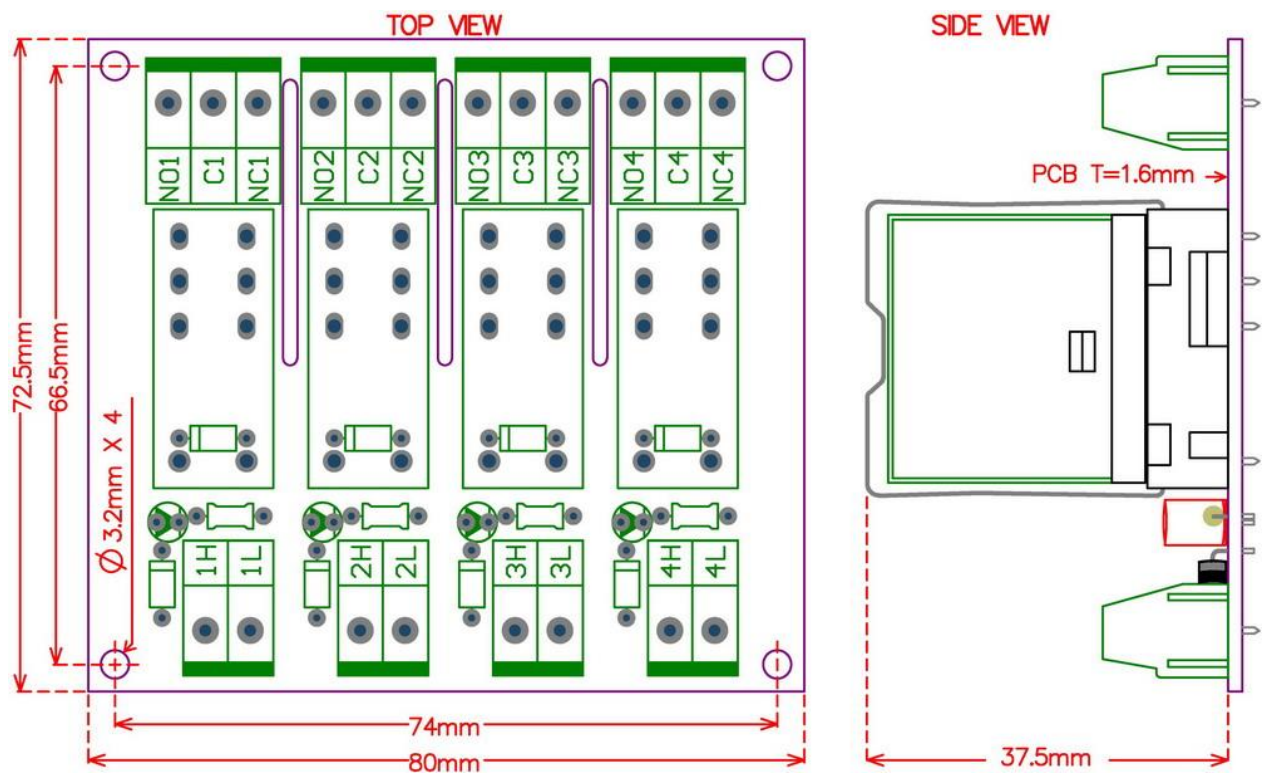 TOP VIEW
SIDE VIEW
NO1 C1 NC1 NO2 C2 NC2 NO3 C3 NC3 NO4 C4 NC4
PCB T=1.6mm
72.5mm
66.5mm
Ø3.2mm X 4
1H 1L 2H 2L 3H 3L 4H 4L
74mm
80mm
37.5mm